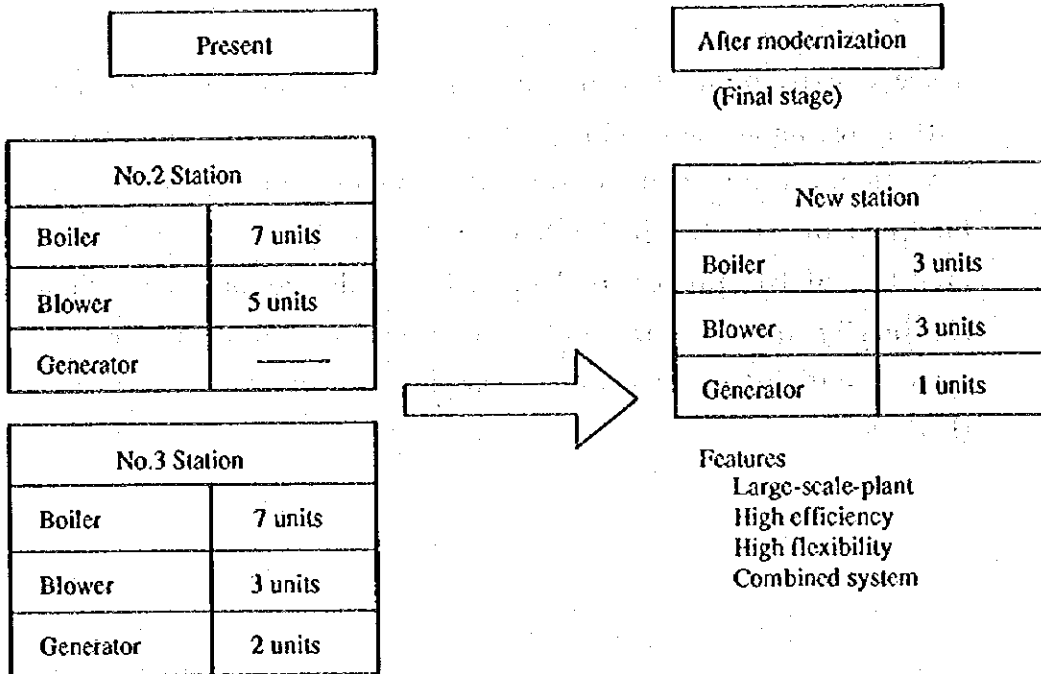 Present
No.2 Station
Boiler 7 units
Blower 5 units
Generator ———
No.3 Station
Boiler 7 units
Blower 3 units
Generator 2 units
After modernization
(Final stage)
New station
Boiler 3 units
Blower 3 units
Generator 1 units
Features
Large-scale-plant
High efficiency
High flexibility
Combined system